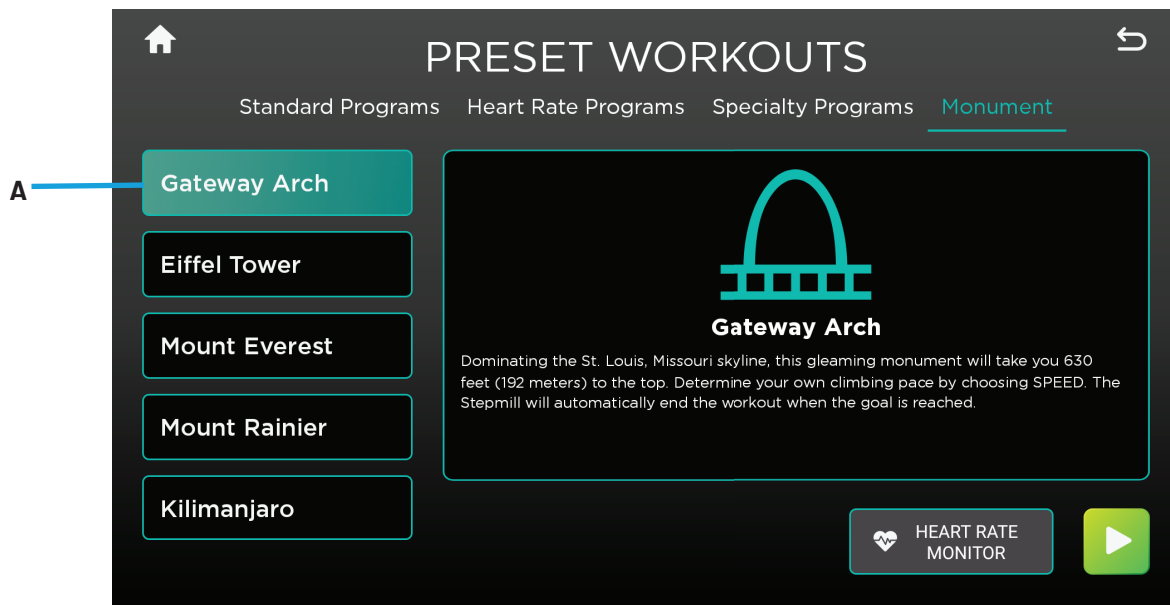 PRESET WORKOUTS
Standard Programs Heart Rate Programs Specialty Programs Monument
A
Gateway Arch
Eiffel Tower
Mount Everest
Mount Rainier
Kilimanjaro
Gateway Arch
Dominating the St. Louis, Missouri skyline, this gleaming monument will take you 630
feet (192 meters) to the top. Determine your own climbing pace by choosing SPEED. The
Stepmill will automatically end the workout when the goal is reached.
HEART RATE
MONITOR